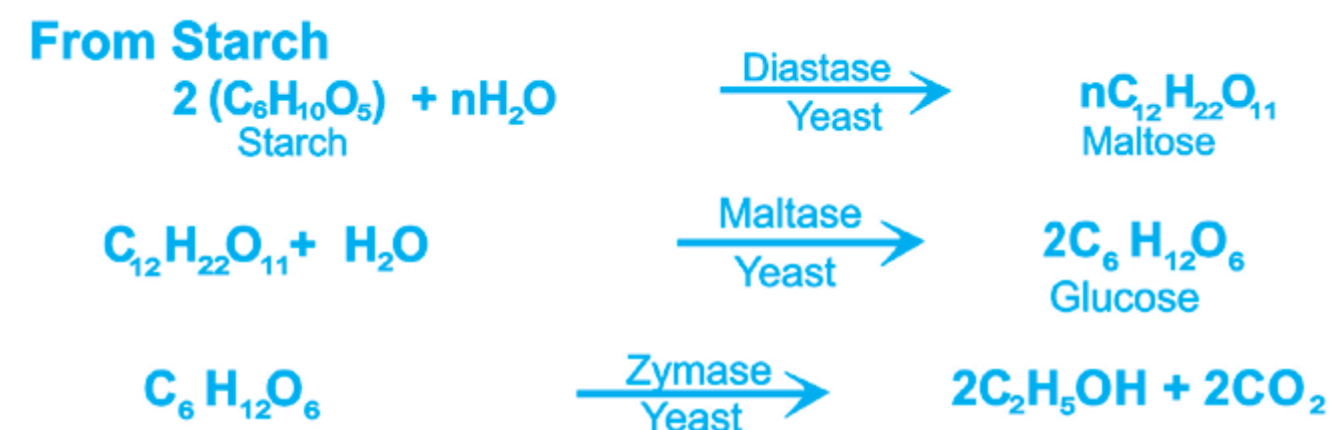 From Starch
2 (C₆H₁₀O₅) + nH₂O Diastase Yeast nC₁₂H₂₂O₁₁
Starch Maltose
C₁₂H₂₂O₁₁+ H₂O Maltase Yeast 2C₆ H₁₂O₆
Glucose
C₆ H₁₂O₆ Zymase Yeast 2C₂H₅OH + 2CO₂